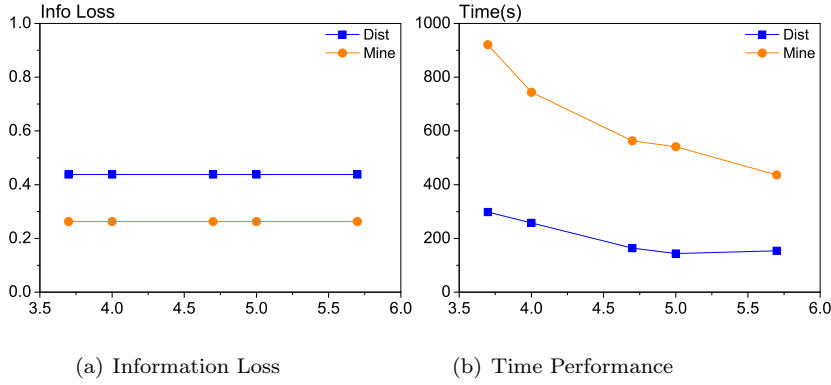 Info Loss
1.0
0.8
0.6
0.4
0.2
0.0
3.5 4.0 4.5 5.0 5.5 6.0
Dist
Mine
(a) Information Loss
Time(s)
1000
800
600
400
200
0
3.5 4.0 4.5 5.0 5.5 6.0
Dist
Mine
(b) Time Performance